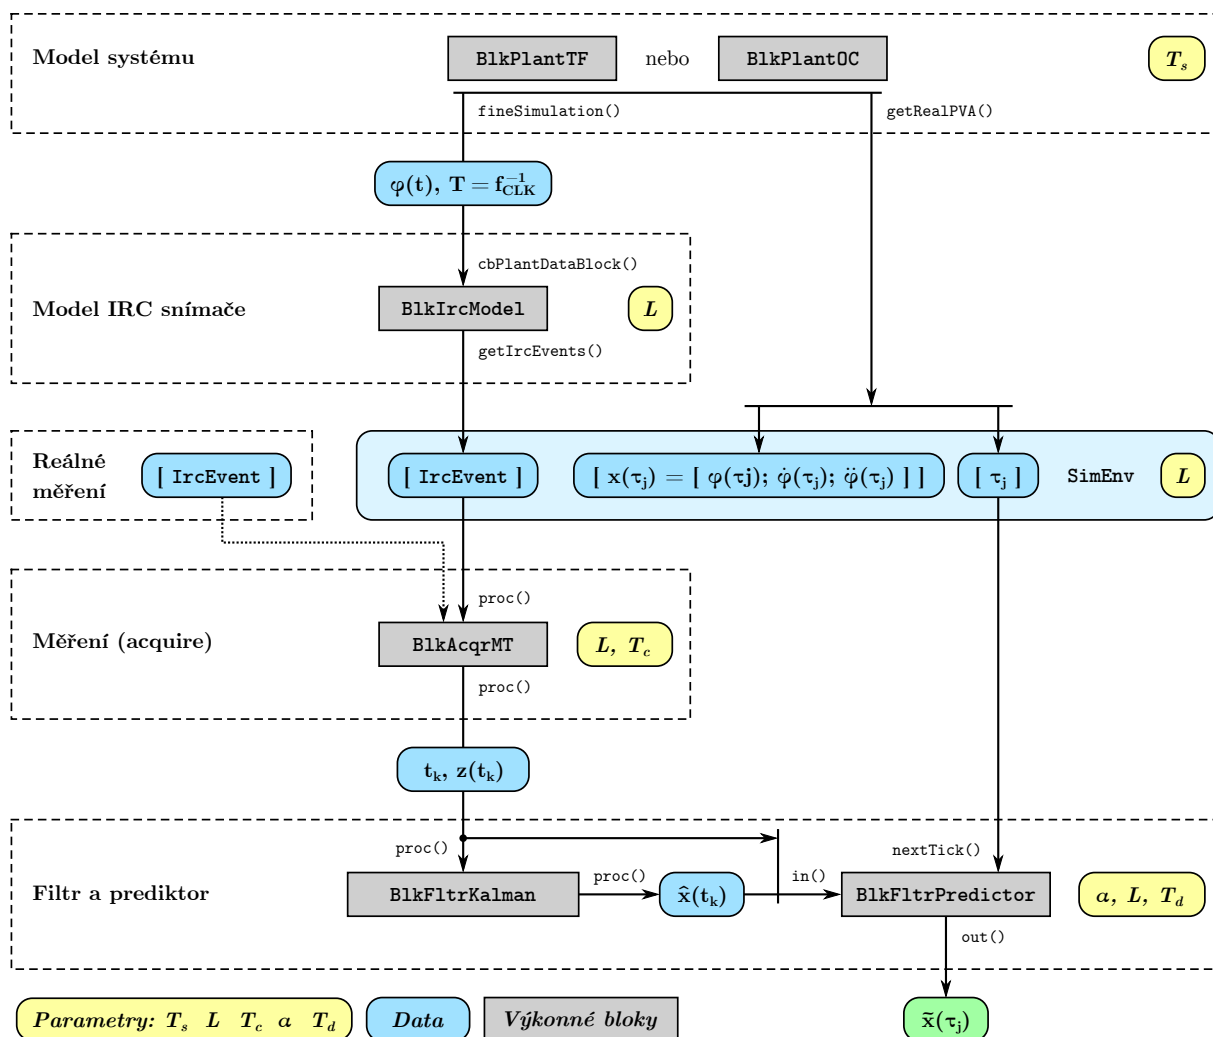 Model systému
BlkPlantTF nebo BlkPlantOC
T_s
fineSimulation()
getRealPVA()
φ(t), T = f_CLK^-1
cbPlantDataBlock()
Model IRC snímače
BlkIrcModel
L
getIrcEvents()
Reálné
měření
[ IrcEvent ]
[ IrcEvent ]
[ x(τ_j) = [ φ(τj); φ̇(τ_j); φ̈(τ_j) ] ]
[ τ_j ]
SimEnv
L
proc()
Měření (acquire)
BlkAcqrMT
L, T_c
proc()
t_k, z(t_k)
proc()
nextTick()
Filtr a prediktor
BlkFltrKalman
proc()
x̂(t_k)
in()
BlkFltrPredictor
a, L, T_d
out()
Parametry: T_s L T_c a T_d
Data
Výkonné bloky
x̃(τ_j)